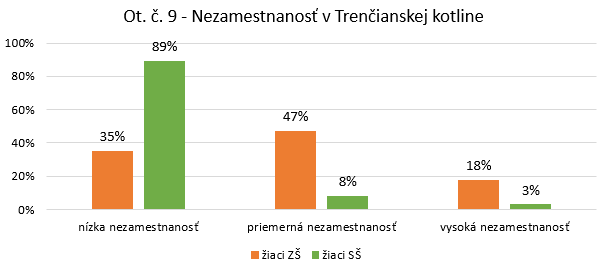 Ot. č. 9 - Nezamestnanosť v Trenčianskej kotline
100%
80%
60%
40%
20%
0%
35%
89%
47%
8%
18%
3%
nízka nezamestnanosť
priemerná nezamestnanosť
vysoká nezamestnanosť
žiaci ZŠ
žiaci SŠ